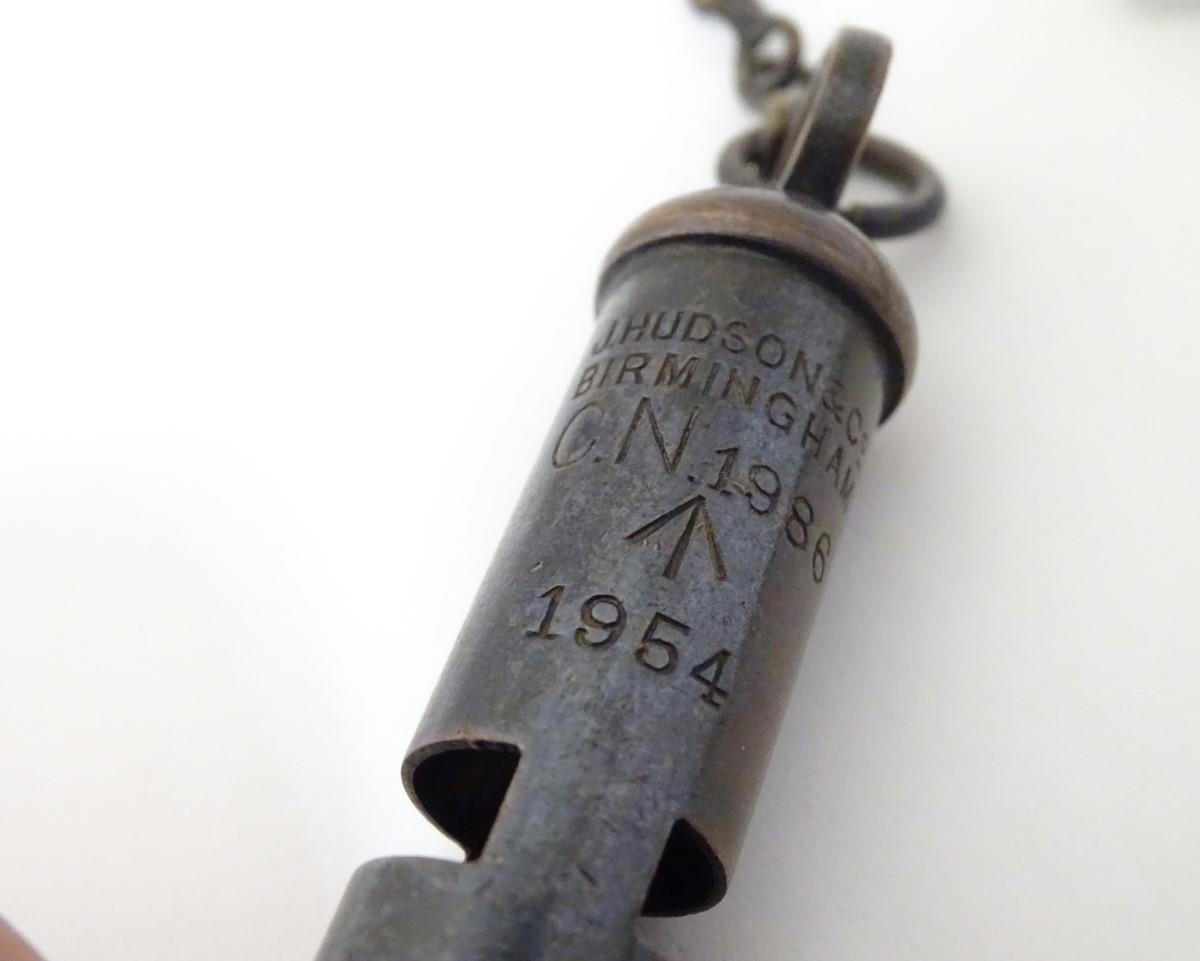 J.HUDSON & Co
BIRMINGHAM
C.N.1986
1954